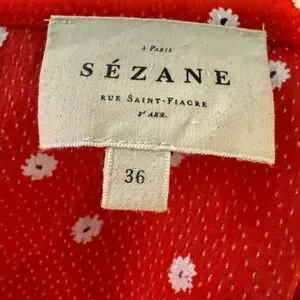 A PARIS
SÉZANE
RUE SAINT-FIACRE
2e ARR.
36